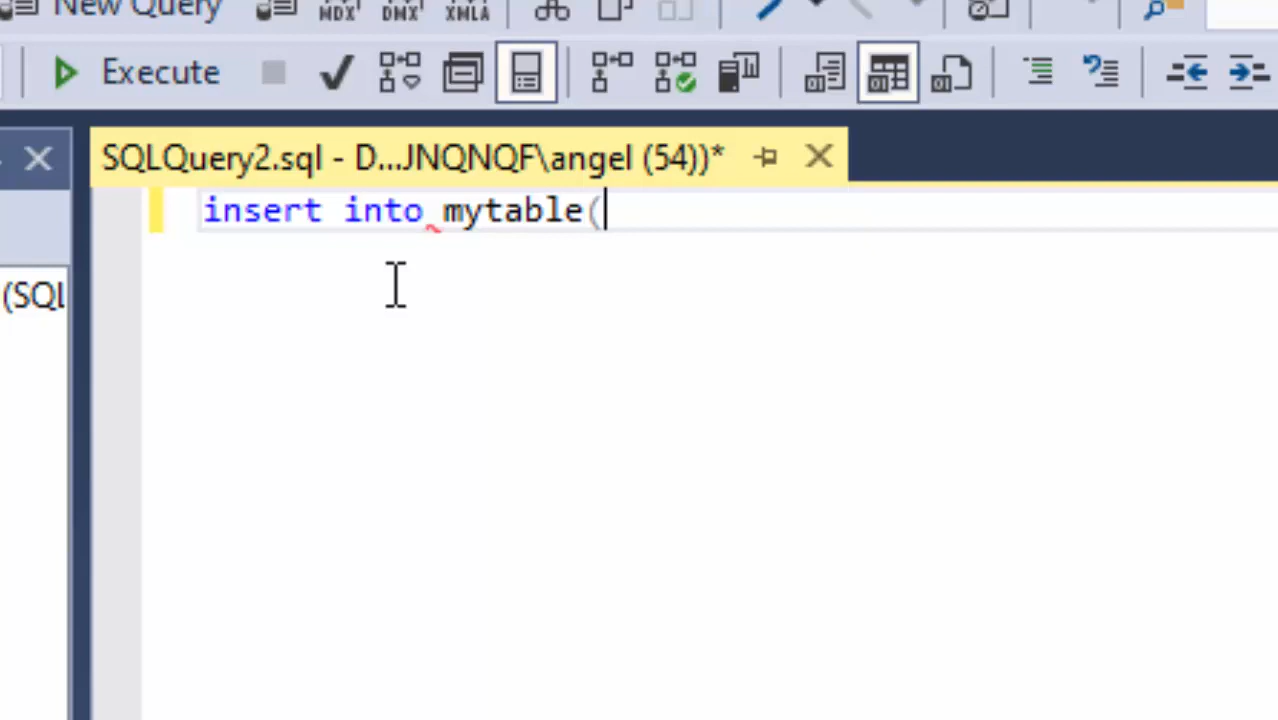 New Query MDX DMX XMLA
Execute
SQLQuery2.sql - D...JNQNQF\angel (54))*
insert into mytable(
(SQL